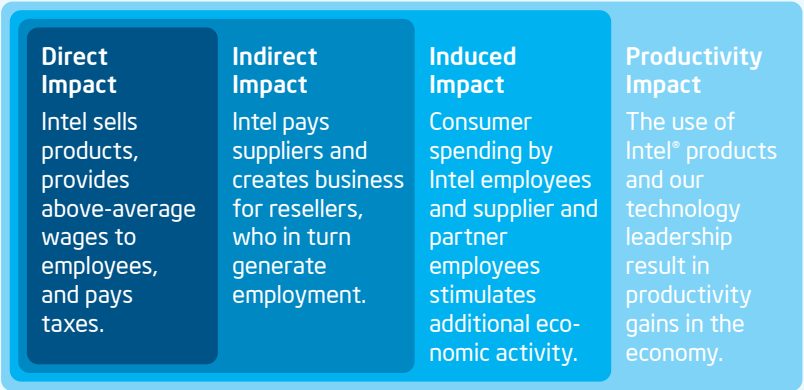 Direct
Impact
Intel sells
products,
provides
above-average
wages to
employees,
and pays
taxes.
Indirect
Impact
Intel pays
suppliers and
creates business
for resellers,
who in turn
generate
employment.
Induced
Impact
Consumer
spending by
Intel employees
and supplier and
partner
employees
stimulates
additional eco-
nomic activity.
Productivity
Impact
The use of
Intel® products
and our
technology
leadership
result in
productivity
gains in the
economy.